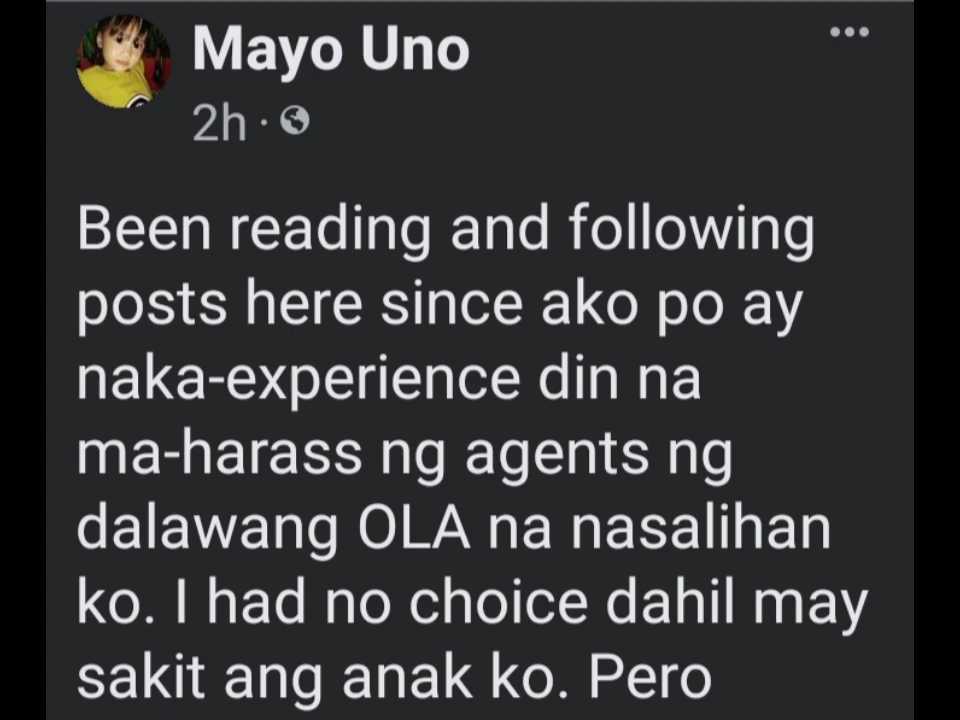 Mayo Uno
2h ·
Been reading and following
posts here since ako po ay
naka-experience din na
ma-harass ng agents ng
dalawang OLA na nasalihan
ko. I had no choice dahil may
sakit ang anak ko. Pero